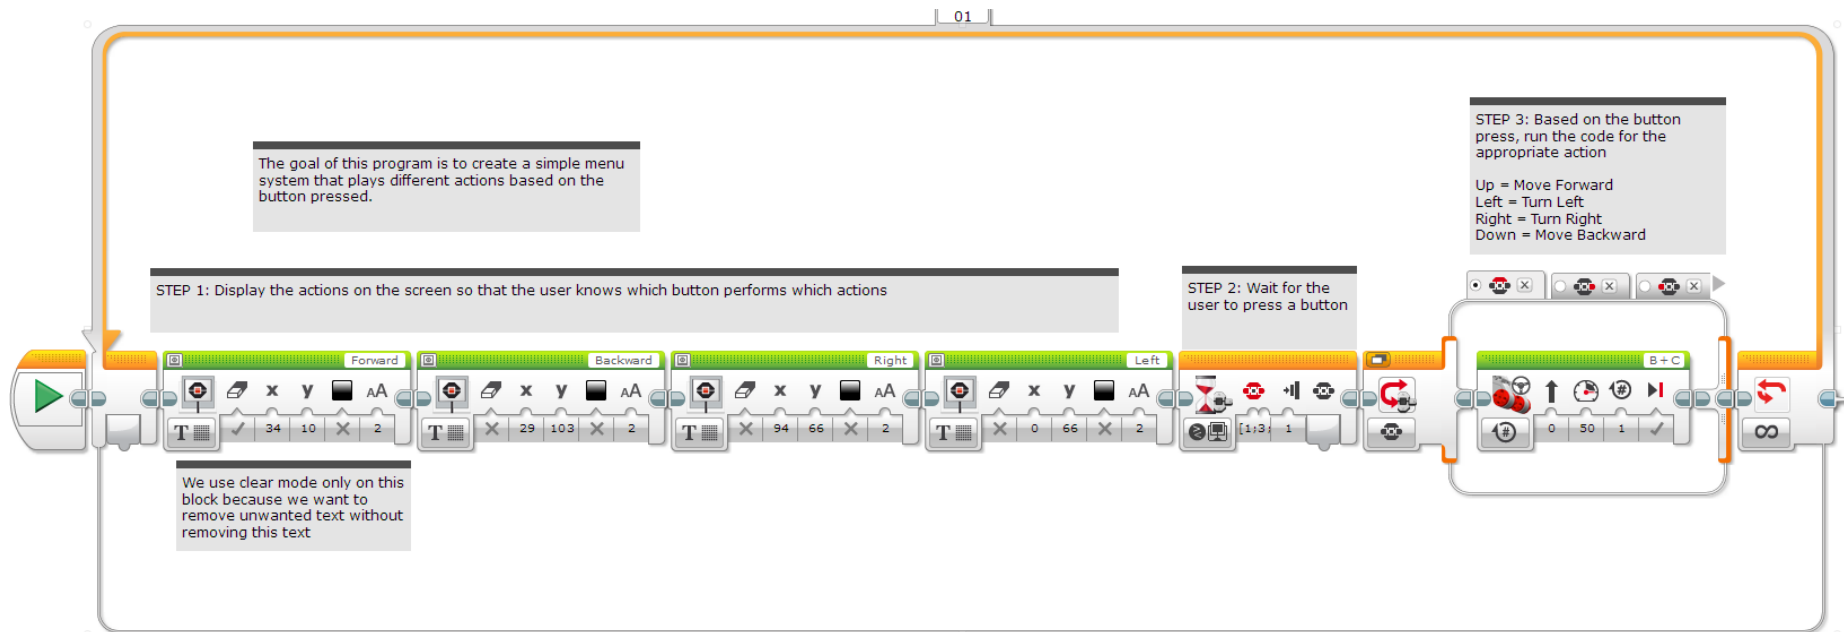 01
The goal of this program is to create a simple menu
system that plays different actions based on the
button pressed.
STEP 3: Based on the button
press, run the code for the
appropriate action
Up = Move Forward
Left = Turn Left
Right = Turn Right
Down = Move Backward
STEP 1: Display the actions on the screen so that the user knows which button performs which actions
STEP 2: Wait for the
user to press a button
Forward
Backward
Right
Left
B+C
x y AA
x y AA
x y AA
x y AA
#
T 34 10 2
T 29 103 2
T 94 66 2
T 0 66 2
[1;3; 1
# 0 50 1
∞
We use clear mode only on this
block because we want to
remove unwanted text without
removing this text